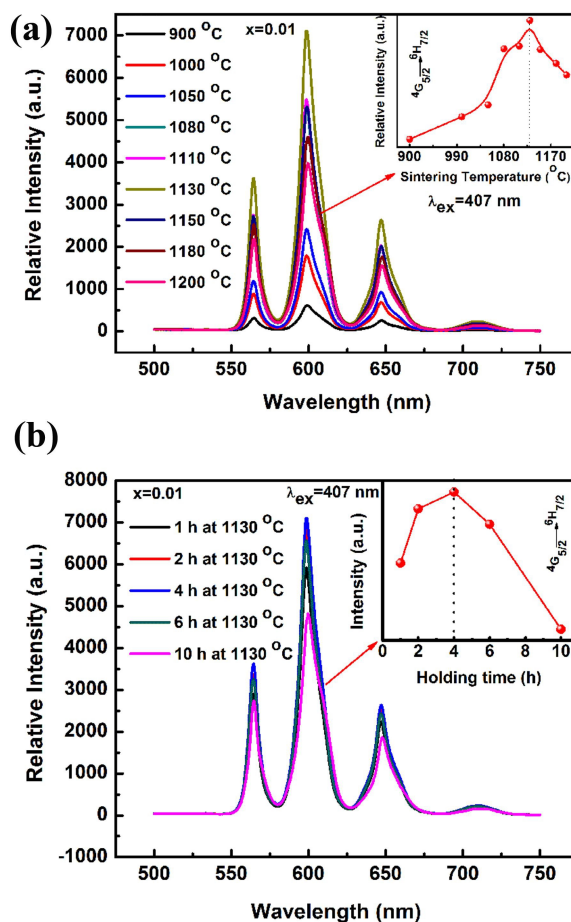 (a)
x=0.01
900 °C
1000 °C
1050 °C
1080 °C
1110 °C
1130 °C
1150 °C
1180 °C
1200 °C
7000
6000
5000
4000
3000
2000
1000
0
Relative Intensity (a.u.)
500 550 600 650 700 750
Wavelength (nm)
Relative Intensity (a.u.)
4G5/2 6H7/2
900 990 1080 1170
Sintering Temperature (°C)
λex=407 nm
(b)
x=0.01
λex=407 nm
1 h at 1130 °C
2 h at 1130 °C
4 h at 1130 °C
6 h at 1130 °C
10 h at 1130 °C
8000
7000
6000
5000
4000
3000
2000
1000
0
-1000
Relative Intensity (a.u.)
500 550 600 650 700 750
Wavelength (nm)
Intensity (a.u.)
4G5/2 6H7/2
0 2 4 6 8 10
Holding time (h)